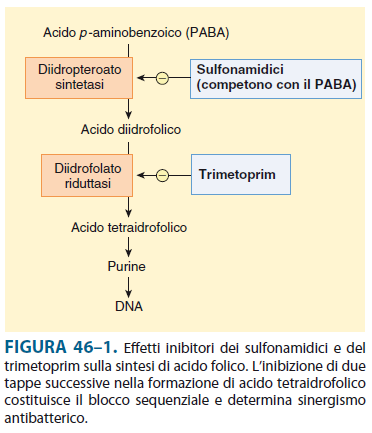 Acido p-aminobenzoico (PABA)
Diidropteroato
sintetasi
Sulfonamidici
(competono con il PABA)
Acido diidrofolico
Diidrofolato
riduttasi
Trimetoprim
Acido tetraidrofolico
Purine
DNA
FIGURA 46–1. Effetti inibitori dei sulfonamidici e del
trimetoprim sulla sintesi di acido folico. L'inibizione di due
tappe successive nella formazione di acido tetraidrofolico
costituisce il blocco sequenziale e determina sinergismo
antibatterico.